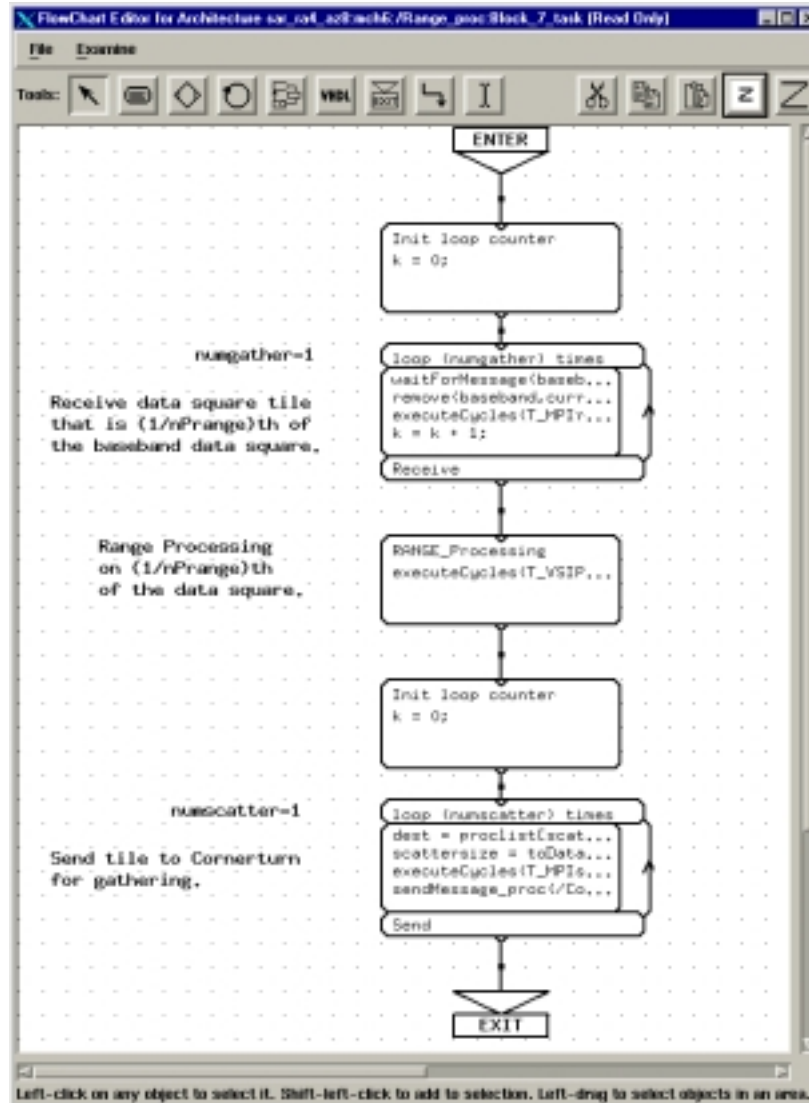 FlowChart Editor for Architecture sar_ra4_az8:mch6:/Range_proc:Block_7_task (Read Only)
File Examine
Tools: VHDL EXIT
ENTER
Init loop counter
k = 0;
numgather=1
loop (numgather) times
waitForMessage(baseb...
remove(baseband,curr...
executeCycles(T_MPIr...
k = k + 1;
Receive
Receive data square tile
that is (1/nPrange)th of
the baseband data square.
Range Processing
on (1/nPrange)th
of the data square.
RANGE_Processing
executeCycles(T_VSIP...
Init loop counter
k = 0;
numscatter=1
loop (numscatter) times
dest = proclist[scat...
scattersize = toData...
executeCycles(T_MPIs...
sendMessage_proc(/Co...
Send
Send tile to Cornerturn
for gathering.
EXIT
Left-click on any object to select it. Shift-left-click to add to selection. Left-drag to select objects in an area